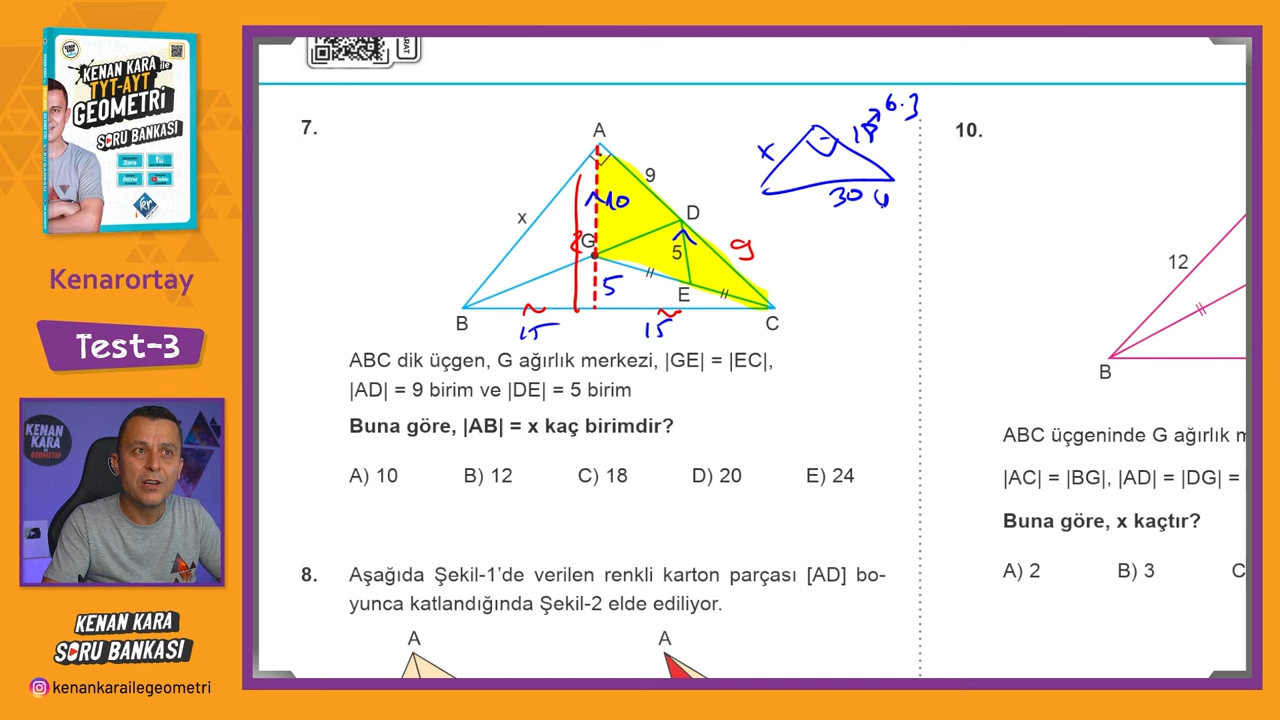 KENAN KARA ile
TYT-AYT
GEOMETRİ
SORU BANKASI
Kenarortay
Test-3
KENAN
KARA
GEOMETRİ
KENAN KARA
SORU BANKASI
kenankarailegeometri
7.
A
9
D
x
G
10
5
g
E
5
B
15
15
C
x
18
6.3
30
ABC dik üçgen, G ağırlık merkezi, |GE| = |EC|,
|AD| = 9 birim ve |DE| = 5 birim
Buna göre, |AB| = x kaç birimdir?
A) 10 B) 12 C) 18 D) 20 E) 24
8. Aşağıda Şekil-1’de verilen renkli karton parçası [AD] bo-
yunca katlandığında Şekil-2 elde ediliyor.
A A
10.
12
B
ABC üçgeninde G ağırlık
|AC| = |BG|, |AD| = |DG| =
Buna göre, x kaçtır?
A) 2 B) 3 C